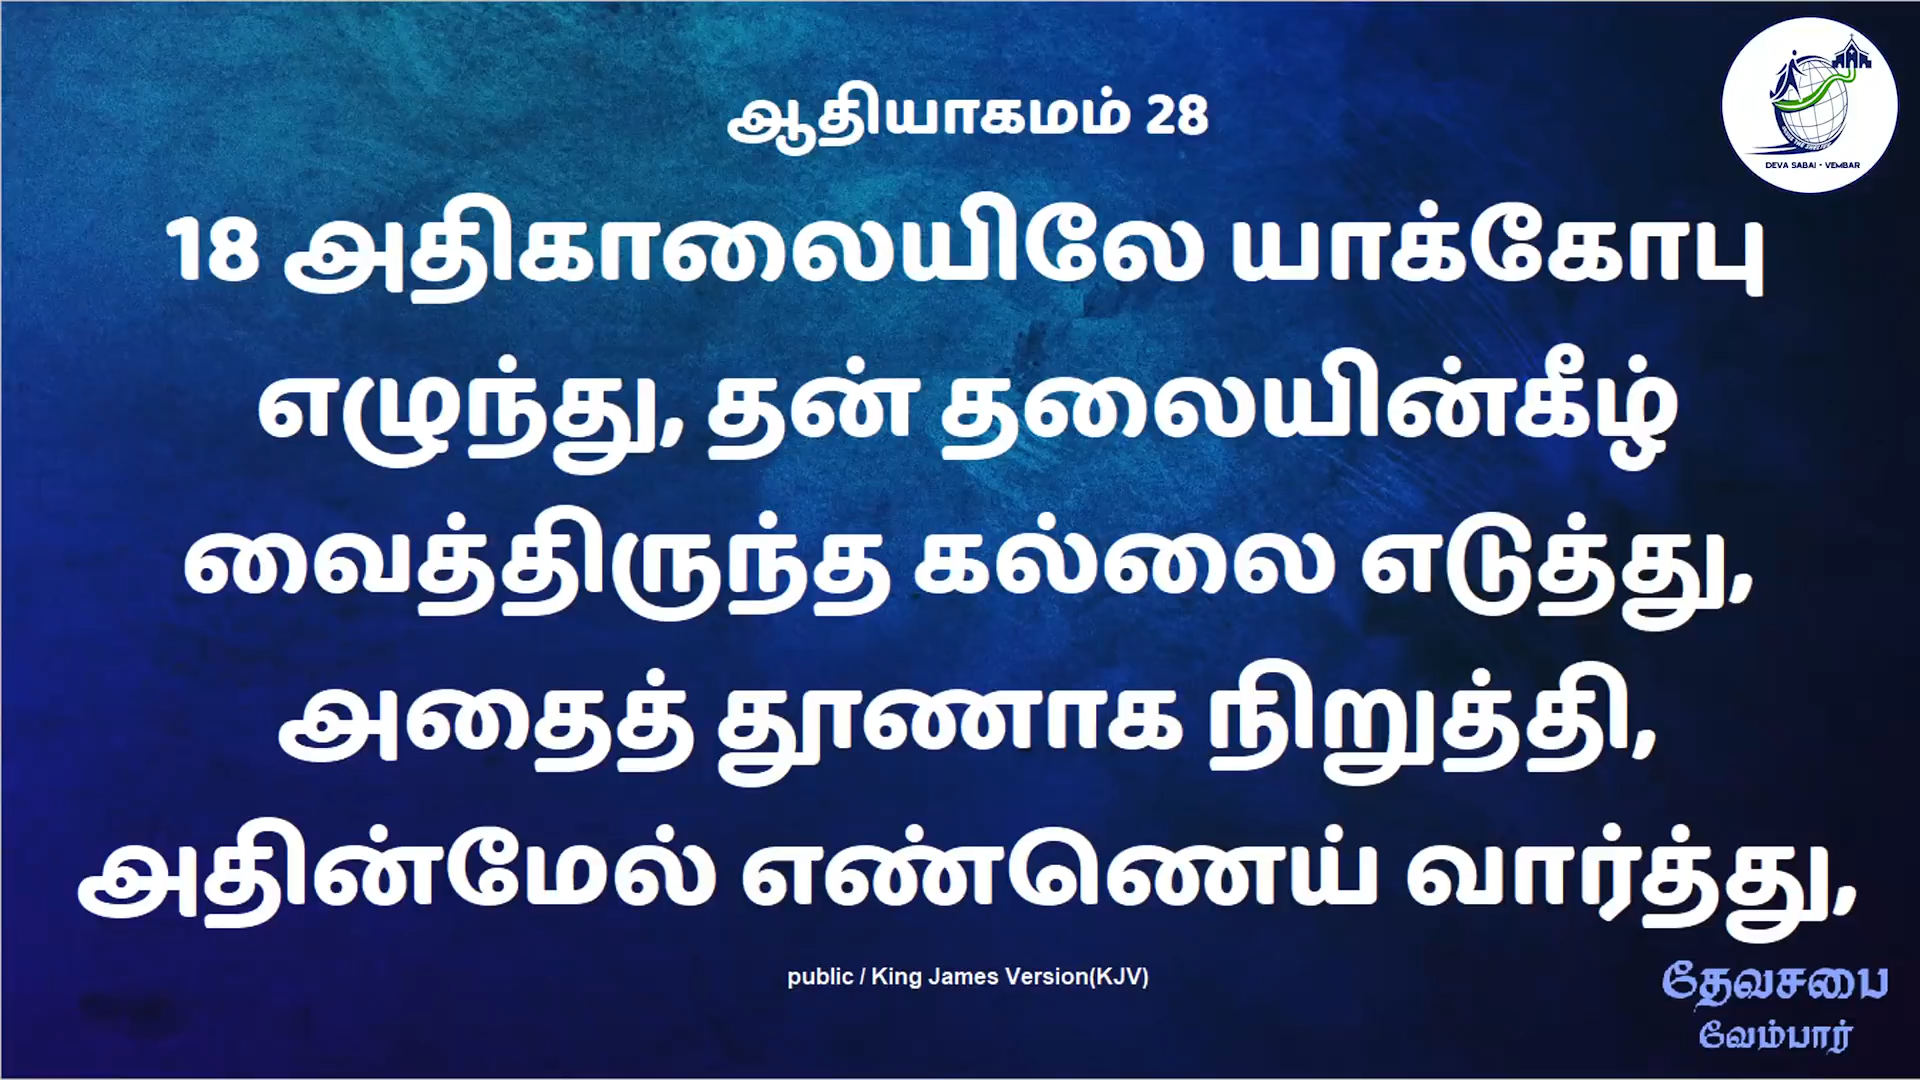 ஆதியாகமம் 28
18 அதிகாலையிலே யாக்கோபு
எழுந்து, தன் தலையின்கீழ்
வைத்திருந்த கல்லை எடுத்து,
அதைத் தூணாக நிறுத்தி,
அதின்மேல் எண்ணெய் வார்த்து,
public / King James Version(KJV)
DEVA SABAI - VEMBAR
தேவசபை
வேம்பார்